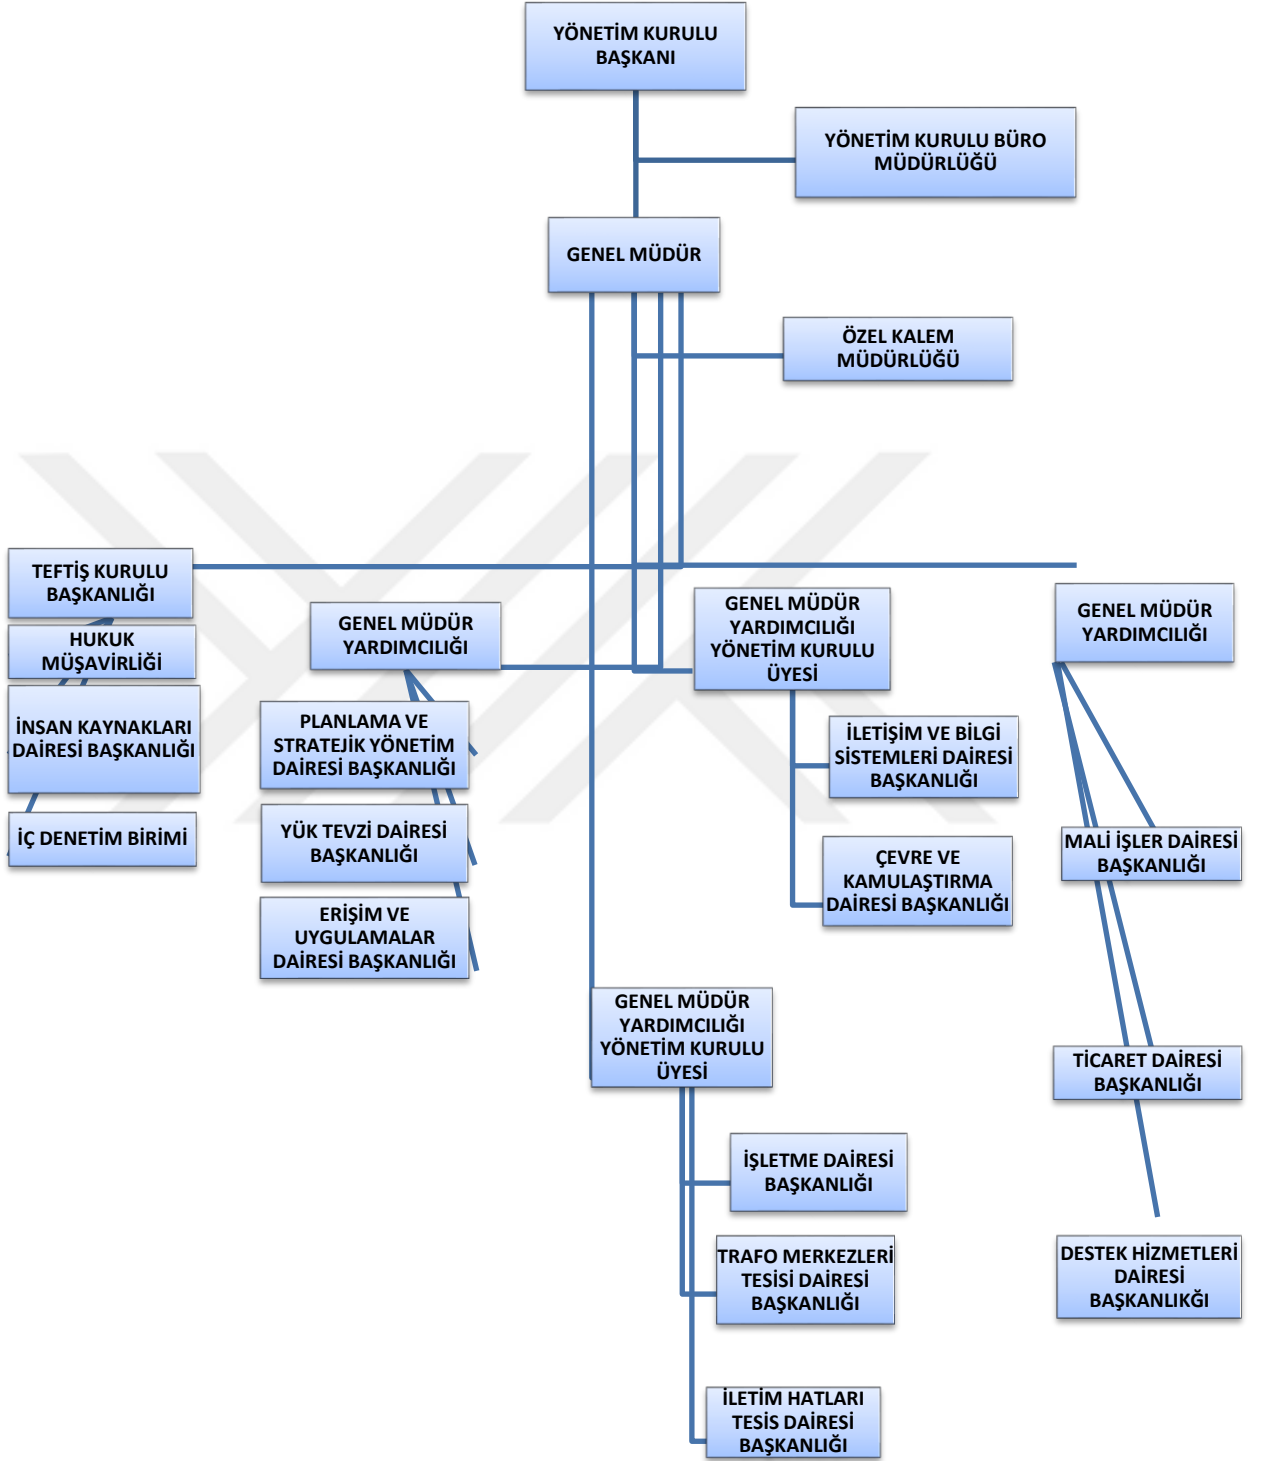 YÖNETİM KURULU
BAŞKANI
YÖNETİM KURULU BÜRO
MÜDÜRLÜĞÜ
GENEL MÜDÜR
ÖZEL KALEM
MÜDÜRLÜĞÜ
TEFTİŞ KURULU
BAŞKANLIĞI
HUKUK
MÜŞAVİRLİĞİ
İNSAN KAYNAKLARI
DAİRESİ BAŞKANLIĞI
İÇ DENETİM BİRİMİ
GENEL MÜDÜR
YARDIMCILIĞI
PLANLAMA VE
STRATEJİK YÖNETİM
DAİRESİ BAŞKANLIĞI
YÜK TEVZİ DAİRESİ
BAŞKANLIĞI
ERİŞİM VE
UYGULAMALAR
DAİRESİ BAŞKANLIĞI
GENEL MÜDÜR
YARDIMCILIĞI
YÖNETİM KURULU
ÜYESİ
İLETİŞİM VE BİLGİ
SİSTEMLERİ DAİRESİ
BAŞKANLIĞI
ÇEVRE VE
KAMULAŞTIRMA
DAİRESİ BAŞKANLIĞI
GENEL MÜDÜR
YARDIMCILIĞI
MALİ İŞLER DAİRESİ
BAŞKANLIĞI
TİCARET DAİRESİ
BAŞKANLIĞI
DESTEK HİZMETLERİ
DAİRESİ
BAŞKANLIKĞI
GENEL MÜDÜR
YARDIMCILIĞI
YÖNETİM KURULU
ÜYESİ
İŞLETME DAİRESİ
BAŞKANLIĞI
TRAFO MERKEZLERİ
TESİSİ DAİRESİ
BAŞKANLIĞI
İLETİM HATLARI
TESİS DAİRESİ
BAŞKANLIĞI